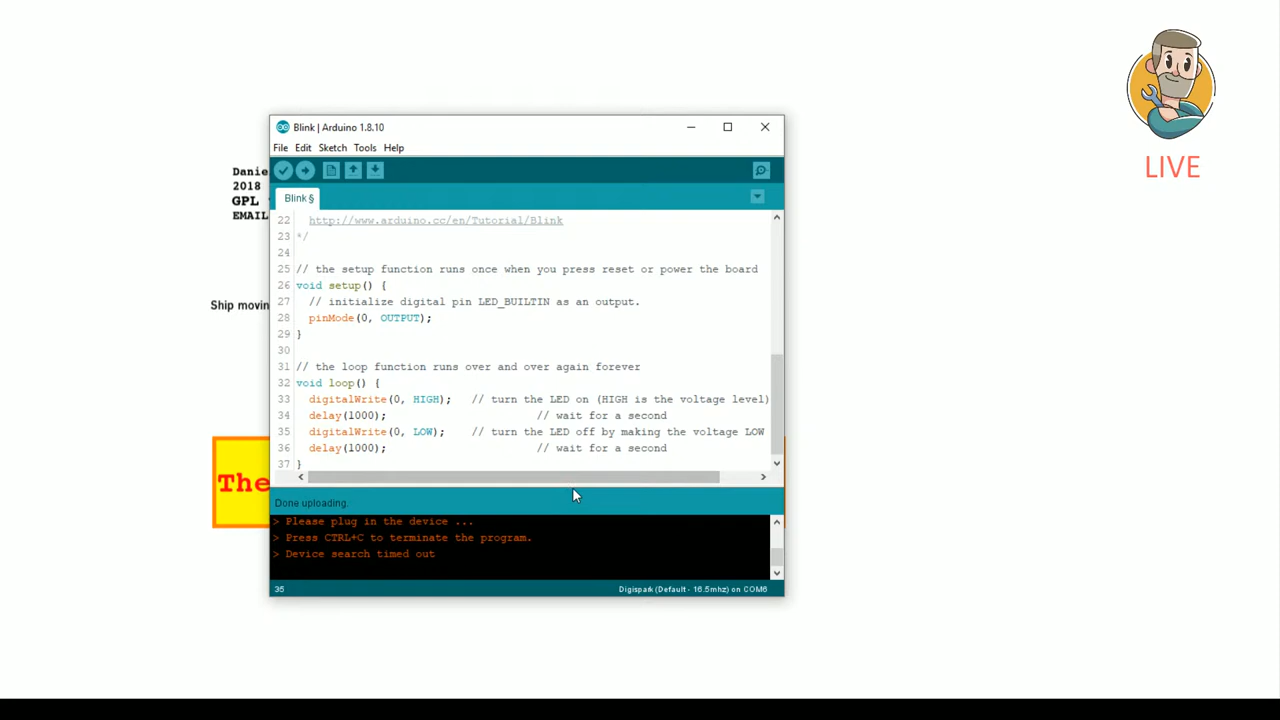 LIVE
Danie
2018
GPL
EMAIL
Ship movin
The
Blink | Arduino 1.8.10
File Edit Sketch Tools Help
Blink §
22 http://www.arduino.cc/en/Tutorial/Blink
23 */
24
25 // the setup function runs once when you press reset or power the board
26 void setup() {
27 // initialize digital pin LED_BUILTIN as an output.
28 pinMode(0, OUTPUT);
29 }
30
31 // the loop function runs over and over again forever
32 void loop() {
33 digitalWrite(0, HIGH); // turn the LED on (HIGH is the voltage level)
34 delay(1000); // wait for a second
35 digitalWrite(0, LOW); // turn the LED off by making the voltage LOW
36 delay(1000); // wait for a second
37 }
Done uploading.
> Please plug in the device ...
> Press CTRL+C to terminate the program.
> Device search timed out
35 Digispark (Default - 16.5mhz) on COM6